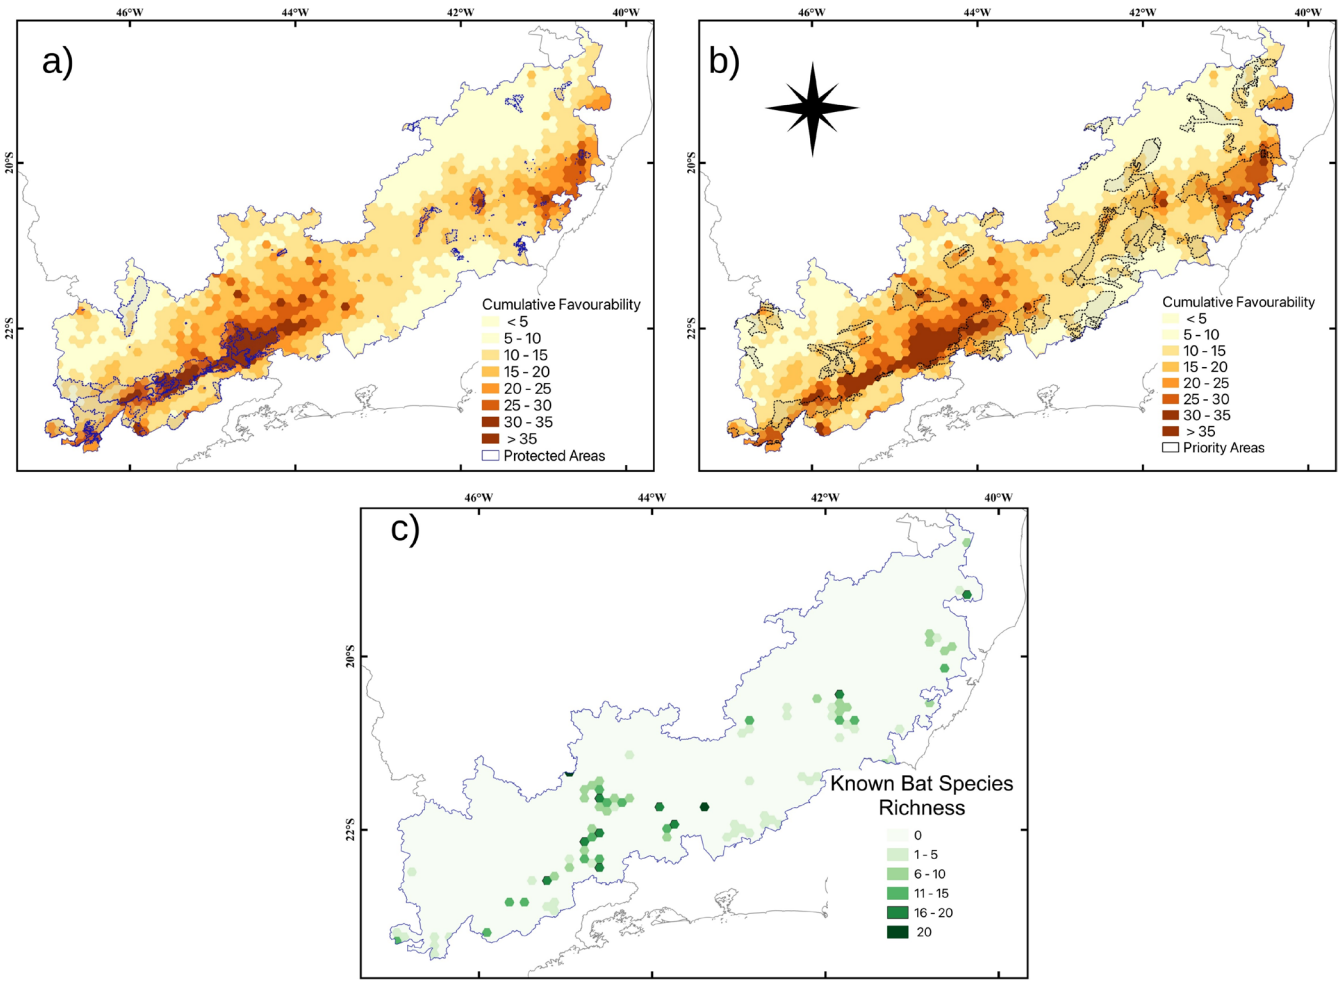 46°W 44°W 42°W 40°W
a)
20°S
22°S
Cumulative Favourability
< 5
5 - 10
10 - 15
15 - 20
20 - 25
25 - 30
30 - 35
> 35
Protected Areas
46°W 44°W 42°W 40°W
b)
20°S
22°S
Cumulative Favourability
< 5
5 - 10
10 - 15
15 - 20
20 - 25
25 - 30
30 - 35
> 35
Priority Areas
46°W 44°W 42°W 40°W
c)
20°S
22°S
Known Bat Species
Richness
0
1 - 5
6 - 10
11 - 15
16 - 20
20